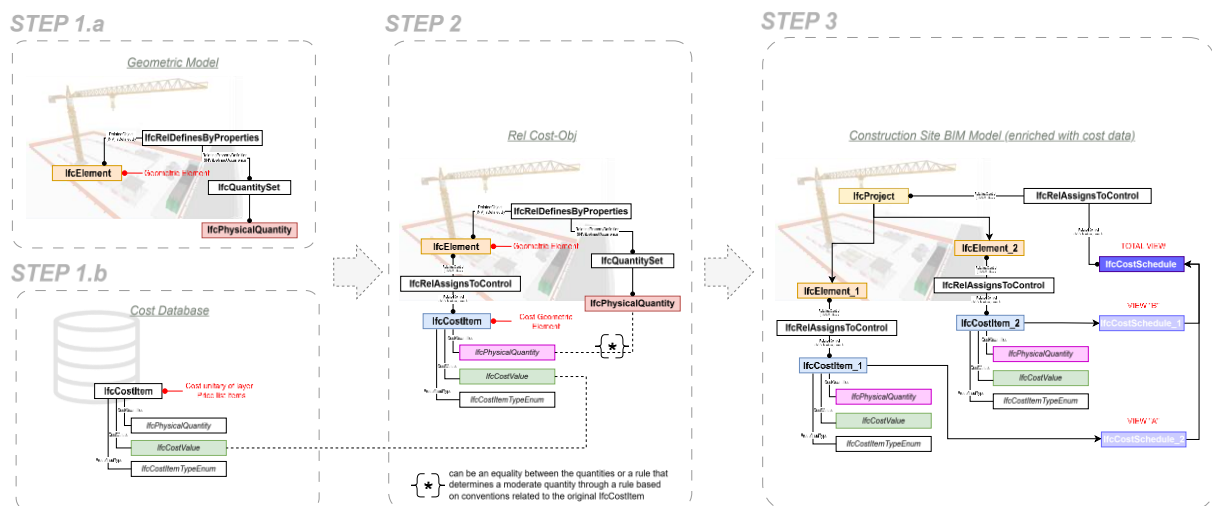 STEP 1.a
Geometric Model
IfcRelDefinesByProperties
IfcElement
Geometric Element
IfcQuantitySet
IfcPhysicalQuantity
STEP 1.b
Cost Database
IfcCostItem
Cost unitary of layer
Price list items
IfcPhysicalQuantity
IfcCostValue
IfcCostItemTypeEnum
STEP 2
Rel Cost-Obj
IfcRelDefinesByProperties
IfcElement
Geometric Element
IfcQuantitySet
IfcRelAssignsToControl
IfcPhysicalQuantity
IfcCostItem
Cost Geometric
Element
{*}
IfcPhysicalQuantity
IfcCostValue
IfcCostItemTypeEnum
{*}
can be an equality between the quantities or a rule that
determines a moderate quantity through a rule based
on conventions related to the original IfcCostItem
STEP 3
Construction Site BIM Model (enriched with cost data)
IfcProject
IfcRelAssignsToControl
IfcElement_2
TOTAL VIEW
IfcCostSchedule
IfcElement_1
IfcRelAssignsToControl
IfcRelAssignsToControl
IfcCostItem_2
VIEW "B"
IfcCostSchedule_1
IfcPhysicalQuantity
IfcCostValue
IfcCostItemTypeEnum
IfcCostItem_1
IfcPhysicalQuantity
IfcCostValue
IfcCostItemTypeEnum
VIEW "A"
IfcCostSchedule_2